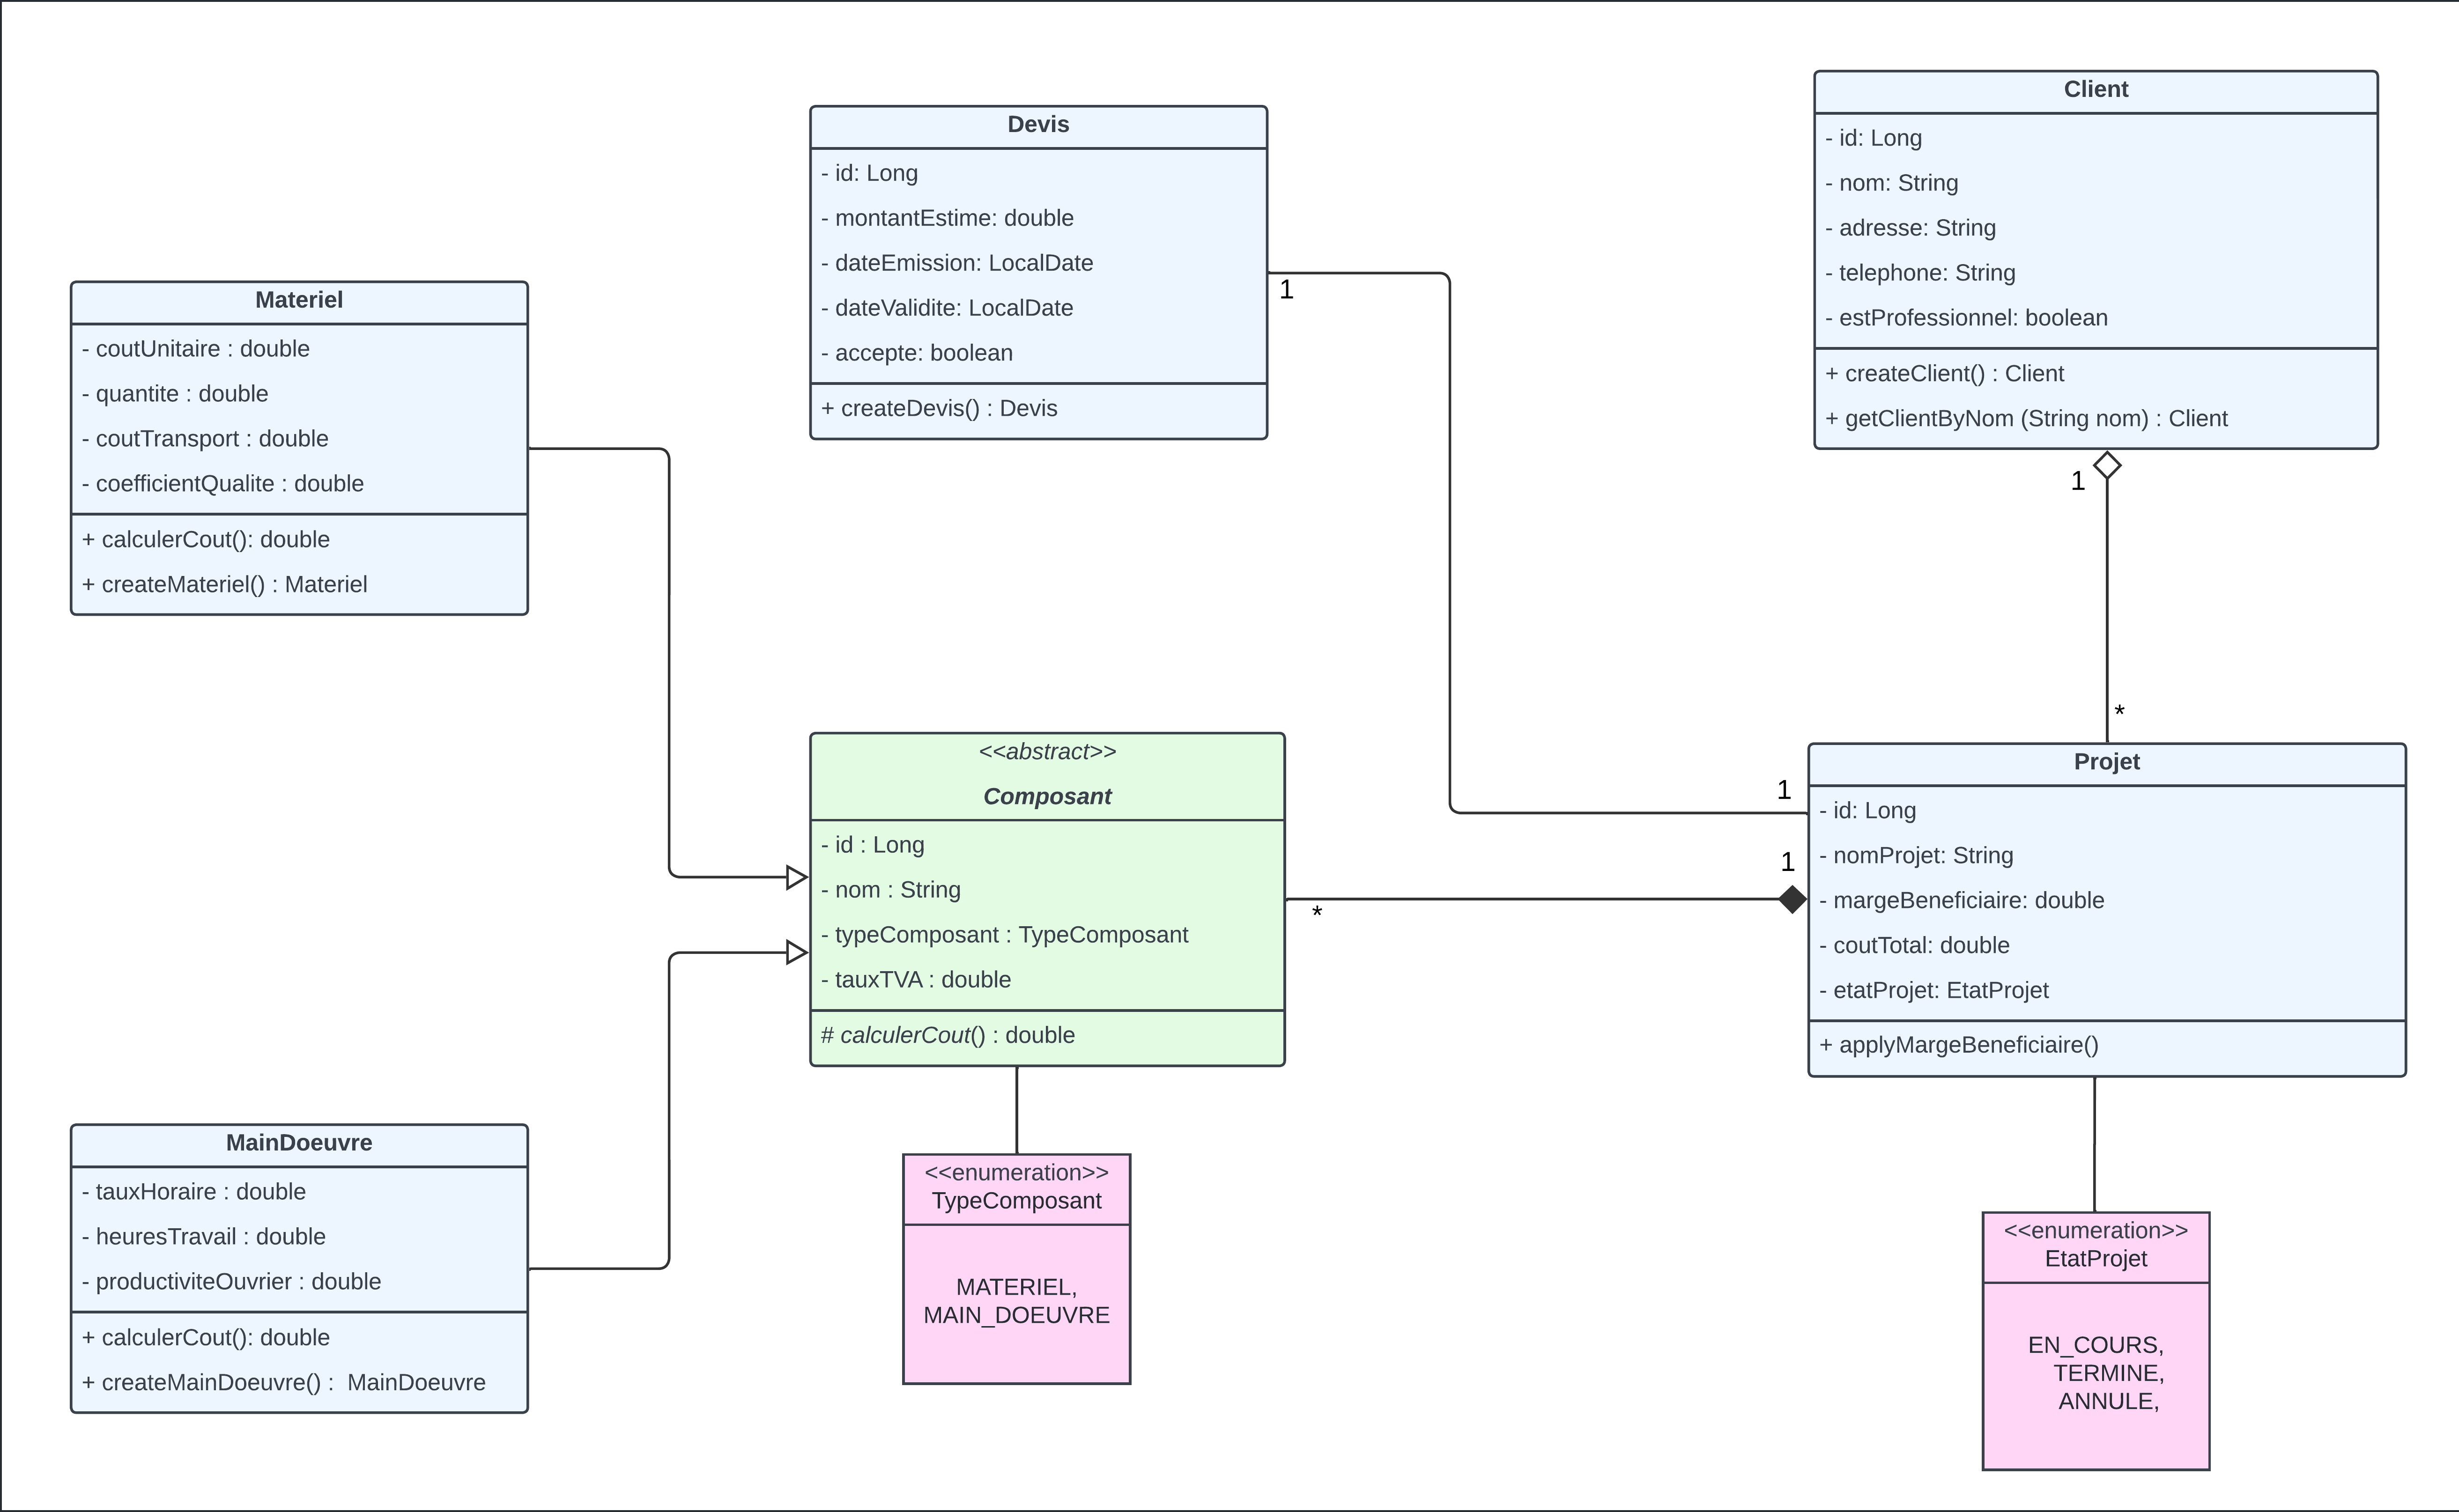 Client
- id: Long
- nom: String
- adresse: String
- telephone: String
- estProfessionnel: boolean
+ createClient() : Client
+ getClientByNom (String nom) : Client
1
*
Devis
- id: Long
- montantEstime: double
- dateEmission: LocalDate
- dateValidite: LocalDate
- accepte: boolean
+ createDevis() : Devis
1
1
Materiel
- coutUnitaire : double
- quantite : double
- coutTransport : double
- coefficientQualite : double
+ calculerCout(): double
+ createMateriel() : Materiel
<<abstract>>
Composant
- id : Long
- nom : String
- typeComposant : TypeComposant
- tauxTVA : double
# calculerCout() : double
*
1
Projet
- id: Long
- nomProjet: String
- margeBeneficiaire: double
- coutTotal: double
- etatProjet: EtatProjet
+ applyMargeBeneficiaire()
MainDoeuvre
- tauxHoraire : double
- heuresTravail : double
- productiviteOuvrier : double
+ calculerCout(): double
+ createMainDoeuvre() :  MainDoeuvre
<<enumeration>>
TypeComposant
MATERIEL,
MAIN_DOEUVRE
<<enumeration>>
EtatProjet
EN_COURS,
TERMINE,
ANNULE,